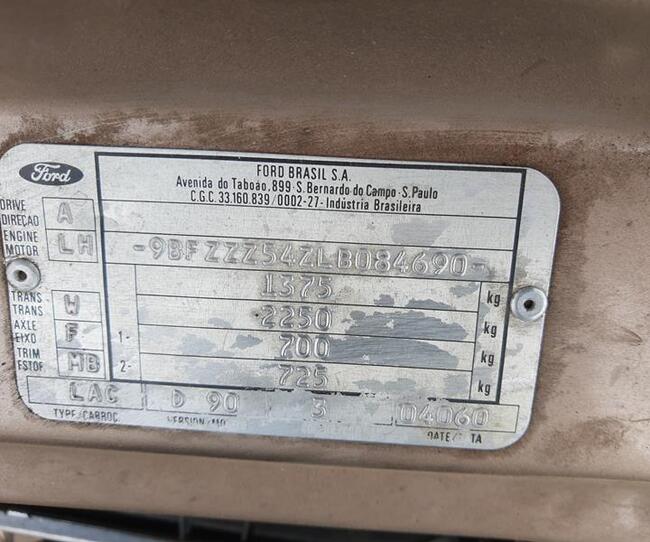 Ford
FORD BRASIL S.A.
Avenida do Taboão, 899 - S. Bernardo do Campo - S. Paulo
C.G.C. 33.160.839/0002-27 - Indústria Brasileira
DRIVE
DIREÇAO A
ENGINE
MOTOR LH
-9BFZZZ54ZLB084690-
1375 kg
TRANS-
TRANS W
2250 kg
AXLE
EIXO F
1- 700 kg
TRIM
ESTOF. MB
2- 725 kg
LAC D 90 3 04060
TYPE/CARROC. VERSION/MO DATE/ TA